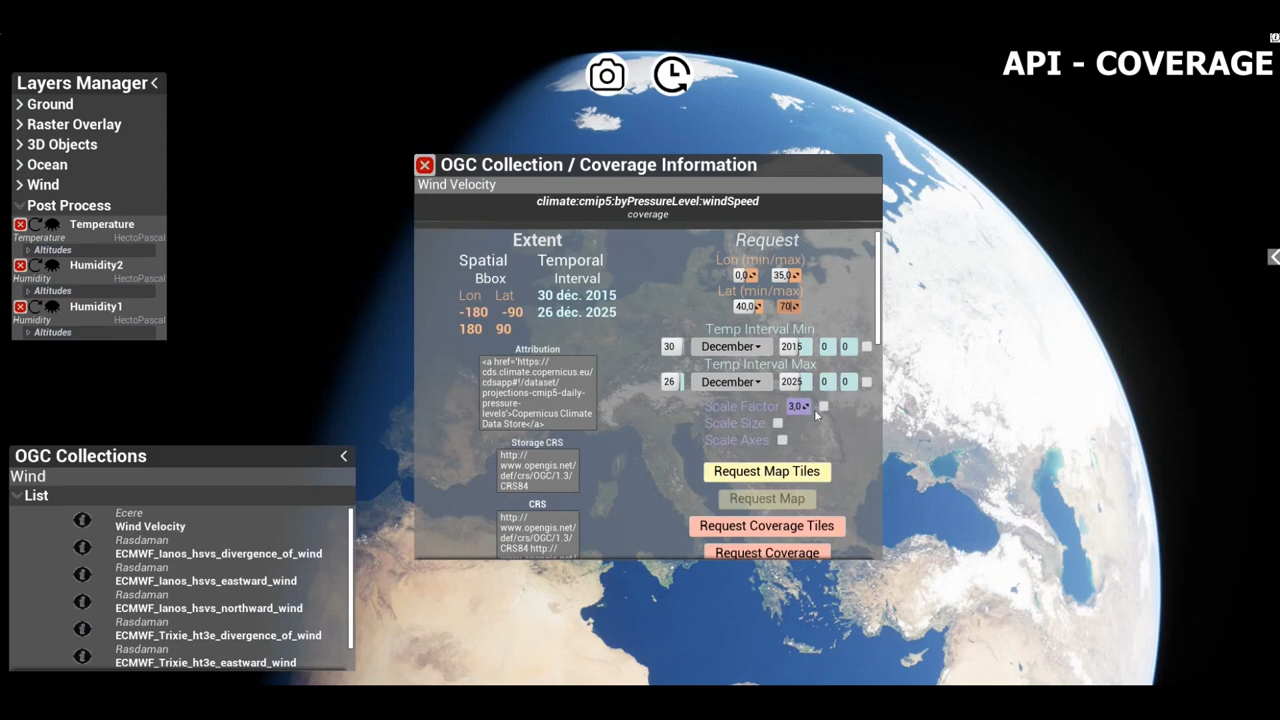 API - COVERAGE
Layers Manager
Ground
Raster Overlay
3D Objects
Ocean
Wind
Post Process
Temperature
Temperature HectoPascal
Altitudes
Humidity2
Humidity HectoPascal
Altitudes
Humidity1
Humidity HectoPascal
Altitudes
OGC Collection / Coverage Information
Wind Velocity
climate:cmip5:byPressureLevel:windSpeed
coverage
Extent
Spatial Temporal
Bbox Interval
Lon Lat 30 déc. 2015
-180 -90 26 déc. 2025
180 90
Attribution
<a href='https://
cds.climate.copernicus.eu/
cdsapp#!/dataset/
projections-cmip5-daily-
pressure-
levels'>Copernicus Climate
Data Store</a>
Storage CRS
http://
www.opengis.net/
def/crs/OGC/1.3/
CRS84
CRS
http://
www.opengis.net/
def/crs/OGC/1.3/
CRS84 http://
Request
Lon (min/max)
0,0 35,0
Lat (min/max)
40,0 70
Temp Interval Min
30 December 2015 0 0
Temp Interval Max
26 December 2025 0 0
Scale Factor 3,0
Scale Size
Scale Axes
Request Map Tiles
Request Map
Request Coverage Tiles
Request Coverage
OGC Collections
Wind
List
Ecere
Wind Velocity
Rasdaman
ECMWF_Ianos_hsvs_divergence_of_wind
Rasdaman
ECMWF_Ianos_hsvs_eastward_wind
Rasdaman
ECMWF_Ianos_hsvs_northward_wind
Rasdaman
ECMWF_Trixie_ht3e_divergence_of_wind
Rasdaman
ECMWF_Trixie_ht3e_eastward_wind